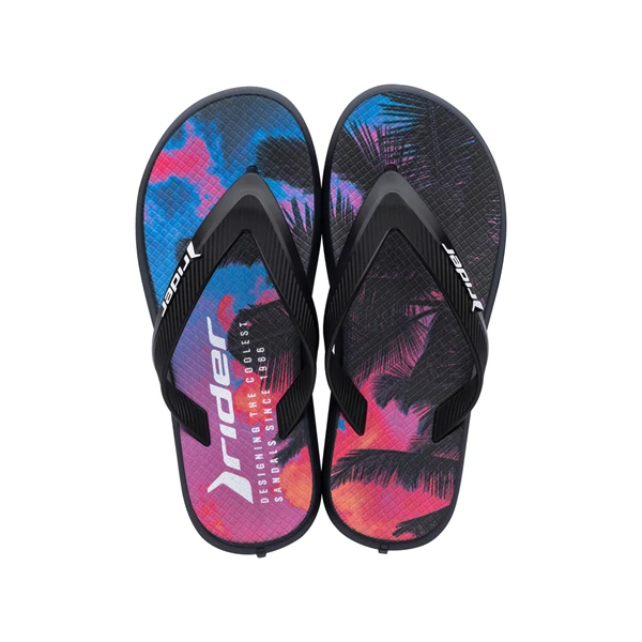 rider
rider
rider
DESIGNING THE COOLEST
SANDALS SINCE 1986